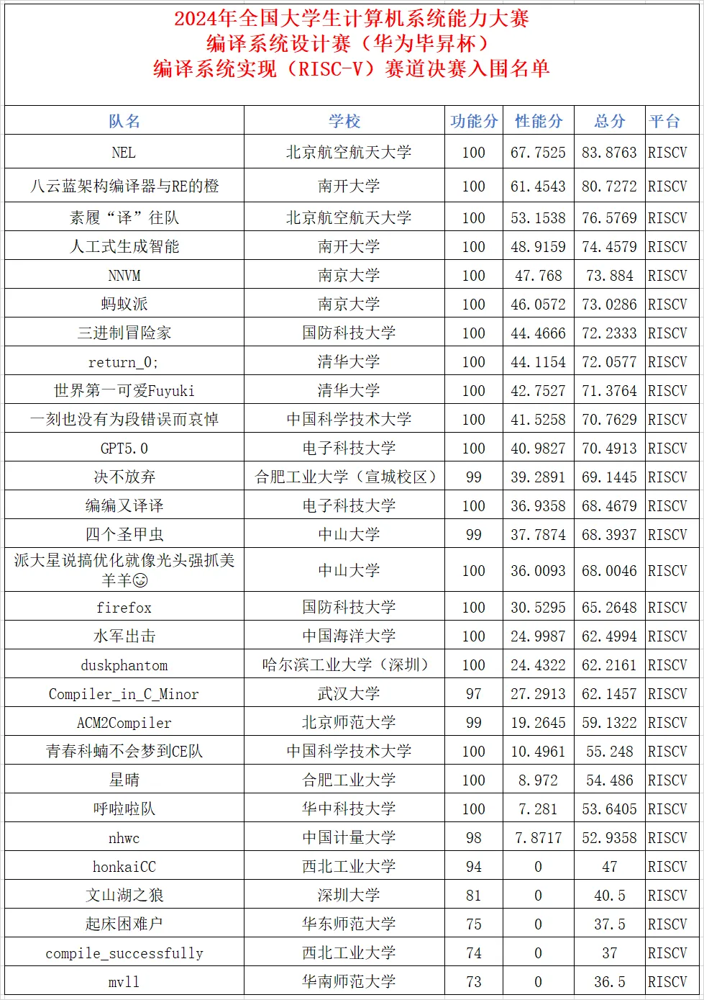 2024年全国大学生计算机系统能力大赛
编译系统设计赛（华为毕昇杯）
编译系统实现（RISC-V）赛道决赛入围名单
队名 学校 功能分 性能分 总分 平台
NEL 北京航空航天大学 100 67.7525 83.8763 RISCV
八云蓝架构编译器与RE的橙 南开大学 100 61.4543 80.7272 RISCV
素履“译”往队 北京航空航天大学 100 53.1538 76.5769 RISCV
人工式生成智能 南开大学 100 48.9159 74.4579 RISCV
NNVM 南京大学 100 47.768 73.884 RISCV
蚂蚁派 南京大学 100 46.0572 73.0286 RISCV
三进制冒险家 国防科技大学 100 44.4666 72.2333 RISCV
return_0; 清华大学 100 44.1154 72.0577 RISCV
世界第一可爱Fuyuki 清华大学 100 42.7527 71.3764 RISCV
一刻也没有为段错误而哀悼 中国科学技术大学 100 41.5258 70.7629 RISCV
GPT5.0 电子科技大学 100 40.9827 70.4913 RISCV
决不放弃 合肥工业大学（宣城校区） 99 39.2891 69.1445 RISCV
编编又译译 电子科技大学 100 36.9358 68.4679 RISCV
四个圣甲虫 中山大学 99 37.7874 68.3937 RISCV
派大星说搞优化就像光头强抓美
羊羊😋 中山大学 100 36.0093 68.0046 RISCV
firefox 国防科技大学 100 30.5295 65.2648 RISCV
水军出击 中国海洋大学 100 24.9987 62.4994 RISCV
duskphantom 哈尔滨工业大学（深圳） 100 24.4322 62.2161 RISCV
Compiler_in_C_Minor 武汉大学 97 27.2913 62.1457 RISCV
ACM2Compiler 北京师范大学 99 19.2645 59.1322 RISCV
青春科蝻不会梦到CE队 中国科学技术大学 100 10.4961 55.248 RISCV
星晴 合肥工业大学 100 8.972 54.486 RISCV
呼啦啦队 华中科技大学 100 7.281 53.6405 RISCV
nhwc 中国计量大学 98 7.8717 52.9358 RISCV
honkaiCC 西北工业大学 94 0 47 RISCV
文山湖之狼 深圳大学 81 0 40.5 RISCV
起床困难户 华东师范大学 75 0 37.5 RISCV
compile_successfully 西北工业大学 74 0 37 RISCV
mvll 华南师范大学 73 0 36.5 RISCV